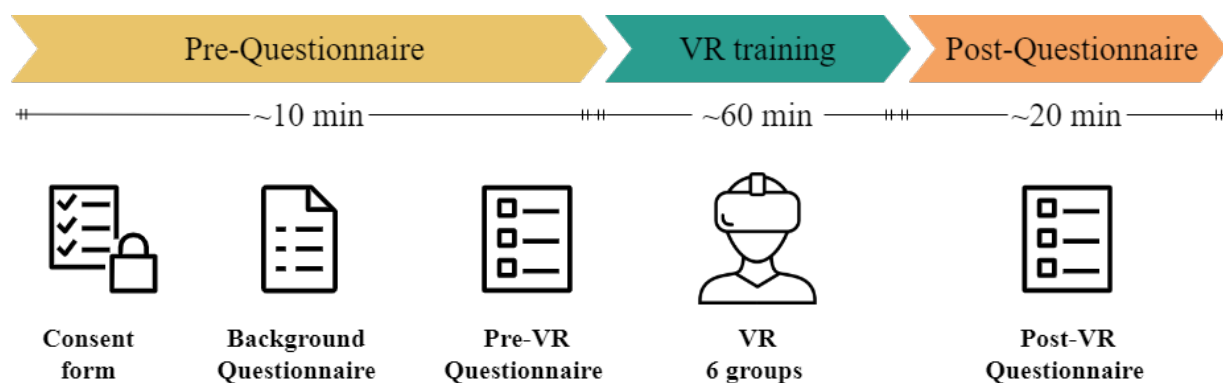 Pre-Questionnaire
VR training
Post-Questionnaire
~10 min
~60 min
~20 min
Consent
form
Background
Questionnaire
Pre-VR
Questionnaire
VR
6 groups
Post-VR
Questionnaire